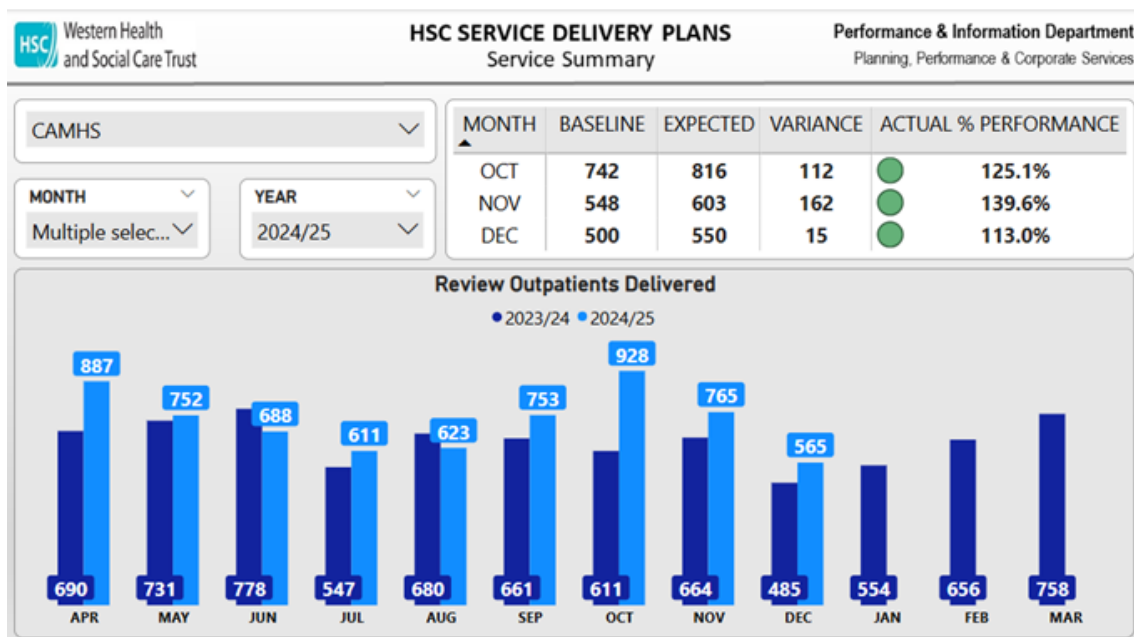 HSC
Western Health
and Social Care Trust
HSC SERVICE DELIVERY PLANS
Service Summary
Performance & Information Department
Planning, Performance & Corporate Services
CAMHS
MONTH
Multiple selec...
YEAR
2024/25
MONTH BASELINE EXPECTED VARIANCE ACTUAL % PERFORMANCE
OCT 742 816 112 125.1%
NOV 548 603 162 139.6%
DEC 500 550 15 113.0%
Review Outpatients Delivered
2023/24 2024/25
887 752 688 611 623 753 928 765 565
690 731 778 547 680 661 611 664 485 554 656 758
APR MAY JUN JUL AUG SEP OCT NOV DEC JAN FEB MAR